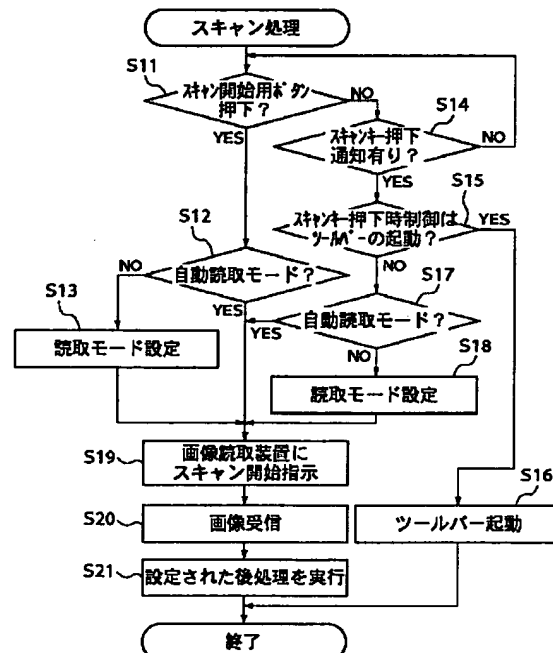 スキャン処理
S11
スキャン開始用ボタン
押下?
NO
YES
S14
スキャンキー押下
通知有り?
NO
YES
S15
スキャンキー押下時制御は
ツールバーの起動?
YES
NO
S12
自動読取モード?
NO
YES
S17
自動読取モード?
YES
NO
S13
読取モード設定
S18
読取モード設定
S19
画像読取装置に
スキャン開始指示
S20
画像受信
S16
ツールバー起動
S21
設定された後処理を実行
終了